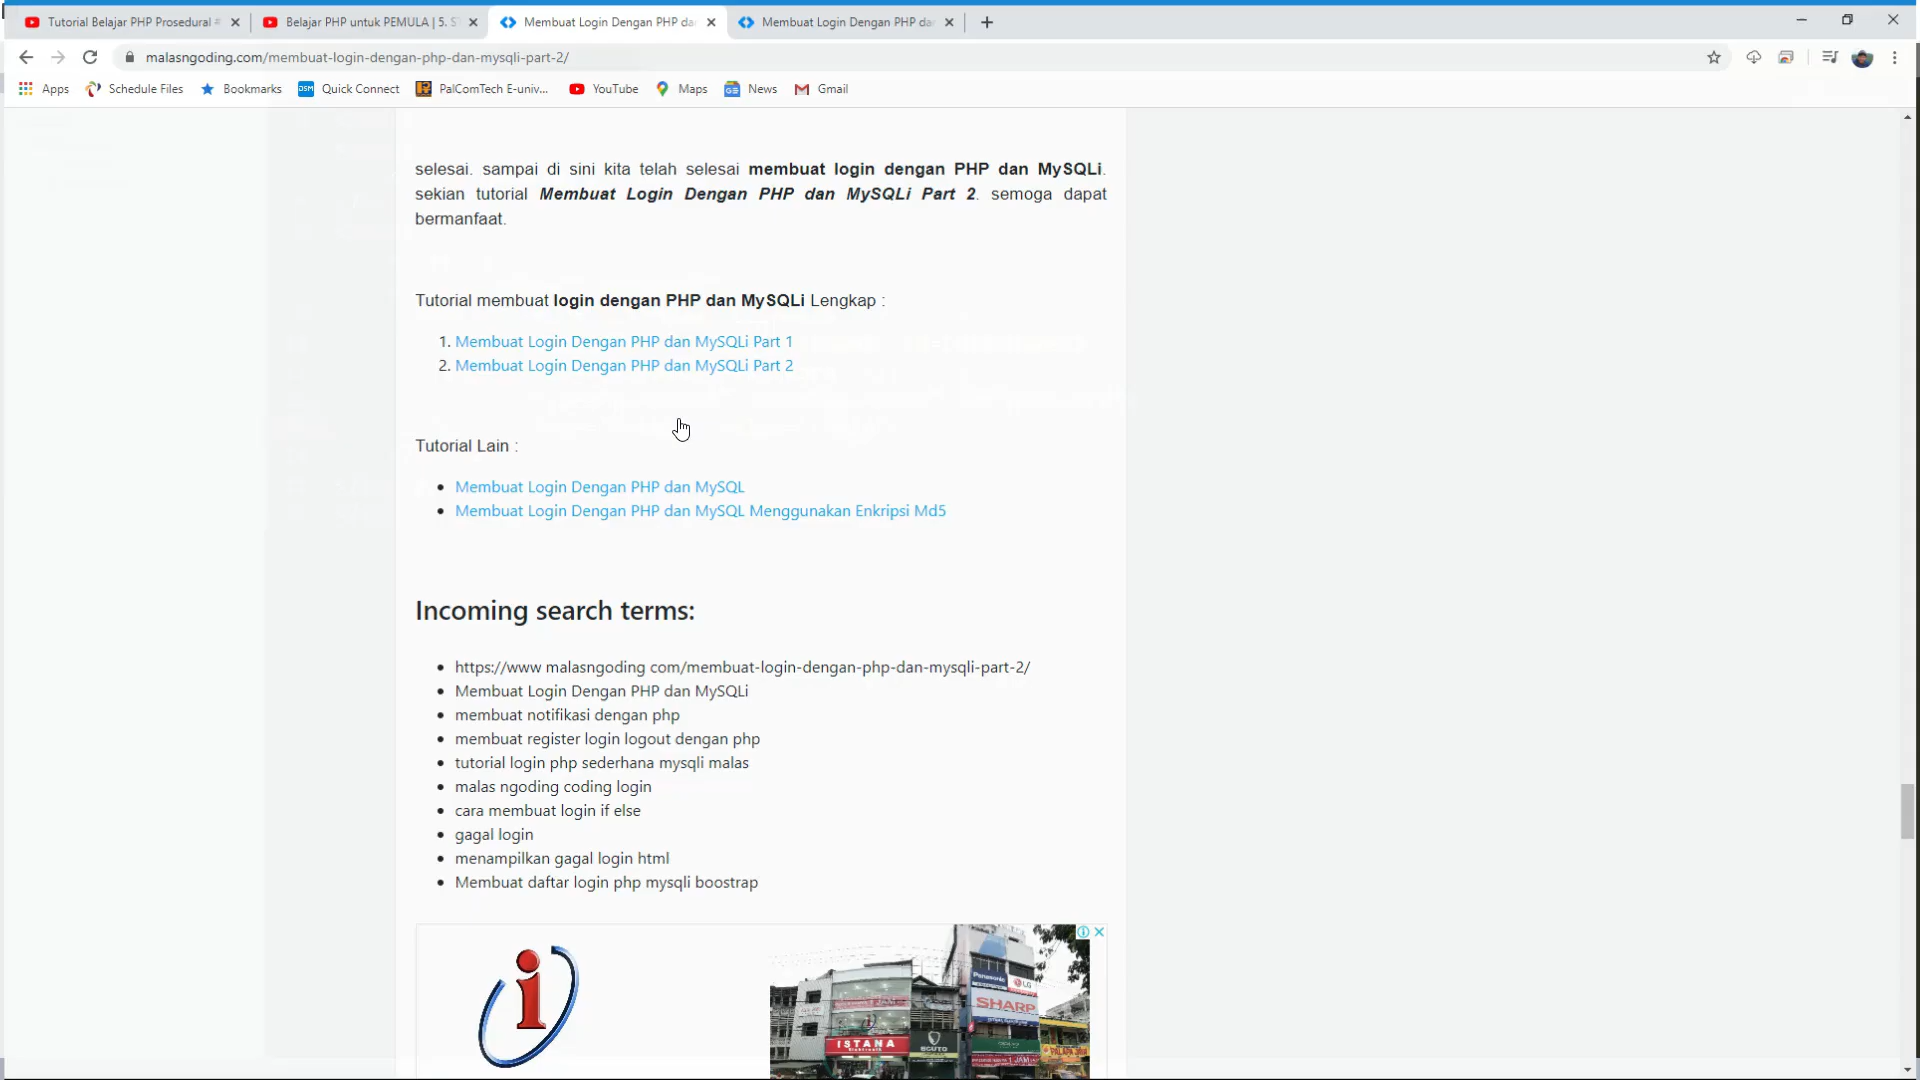 Tutorial Belajar PHP Prosedural #
Belajar PHP untuk PEMULA | 5. S
Membuat Login Dengan PHP da
Membuat Login Dengan PHP da
malasngoding.com/membuat-login-dengan-php-dan-mysqli-part-2/
Apps
Schedule Files
Bookmarks
Quick Connect
PalComTech E-univ...
YouTube
Maps
News
Gmail
selesai. sampai di sini kita telah selesai membuat login dengan PHP dan MySQLi.
sekian tutorial Membuat Login Dengan PHP dan MySQLi Part 2. semoga dapat
bermanfaat.
Tutorial membuat login dengan PHP dan MySQLi Lengkap :
1. Membuat Login Dengan PHP dan MySQLi Part 1
2. Membuat Login Dengan PHP dan MySQLi Part 2
Tutorial Lain :
Membuat Login Dengan PHP dan MySQL
Membuat Login Dengan PHP dan MySQL Menggunakan Enkripsi Md5
Incoming search terms:
https://www malasngoding com/membuat-login-dengan-php-dan-mysqli-part-2/
Membuat Login Dengan PHP dan MySQLi
membuat notifikasi dengan php
membuat register login logout dengan php
tutorial login php sederhana mysqli malas
malas ngoding coding login
cara membuat login if else
gagal login
menampilkan gagal login html
Membuat daftar login php mysqli boostrap
Panasonic
LG
SHARP
ISTANA
SCUTO
1 JAM